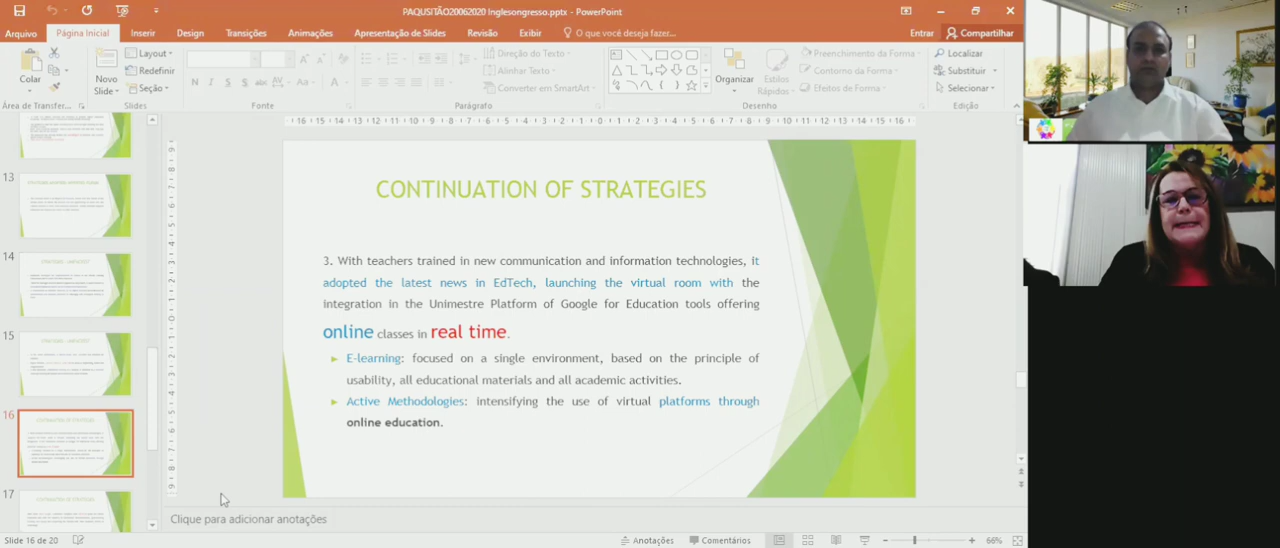 PAQUSITÃO20062020 Inglesongresso.pptx - PowerPoint
Arquivo
Página Inicial
Inserir
Design
Transições
Animações
Apresentação de Slides
Revisão
Exibir
O que você deseja fazer...
Entrar
Compartilhar
Colar
Novo
Slide
Layout
Redefinir
Seção
N
I
S
abc
AV
Aa
A
Direção do Texto
Alinhar Texto
Converter em SmartArt
Organizar
Estilos
Rápidos
Preenchimento da Forma
Contorno da Forma
Efeitos de Forma
Localizar
Substituir
Selecionar
Área de Transfer...
Slides
Fonte
Parágrafo
Desenho
Edição
13
14
15
16
17
CONTINUATION OF STRATEGIES
3. With teachers trained in new communication and information technologies, it
adopted the latest news in EdTech, launching the virtual room with the
integration in the Unimestre Platform of Google for Education tools offering
online classes in real time.
E-learning: focused on a single environment, based on the principle of
usability, all educational materials and all academic activities.
Active Methodologies: intensifying the use of virtual platforms through
online education.
Clique para adicionar anotações
Slide 16 de 20
Anotações
Comentários
66%